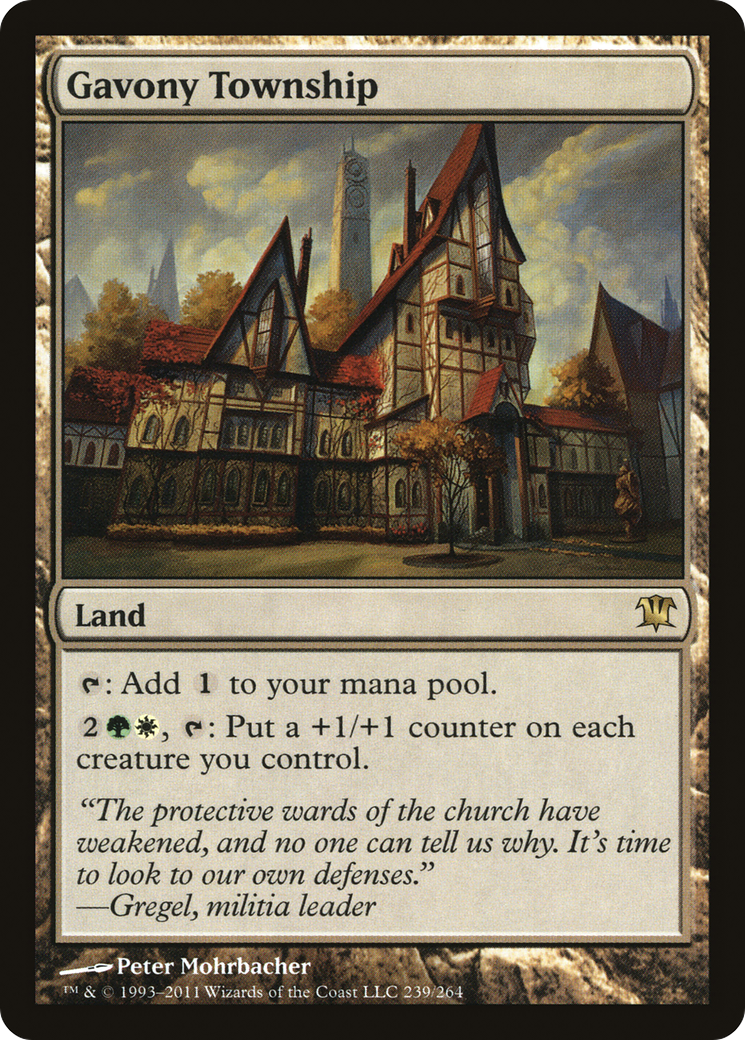 Gavony Township
Land
: Add 1 to your mana pool.
2, : Put a +1/+1 counter on each
creature you control.
“The protective wards of the church have
weakened, and no one can tell us why. It’s time
to look to our own defenses.”
—Gregel, militia leader
Peter Mohrbacher
™ & © 1993–2011 Wizards of the Coast LLC 239/264